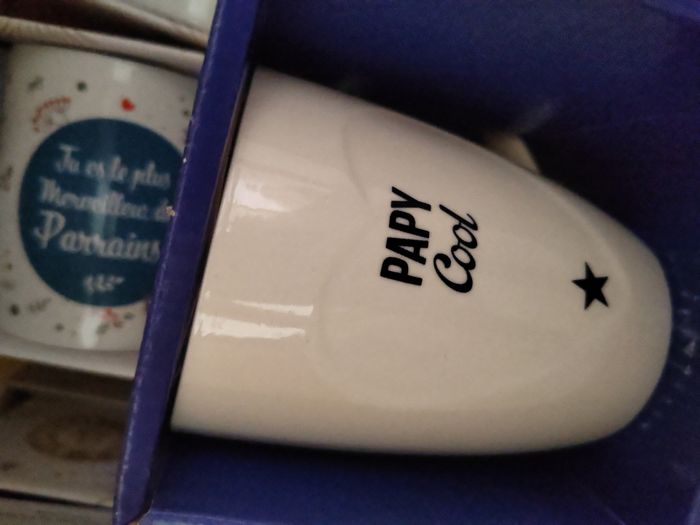 Tu es le plus
Merveilleux des
Parrains
PAPY
Cool